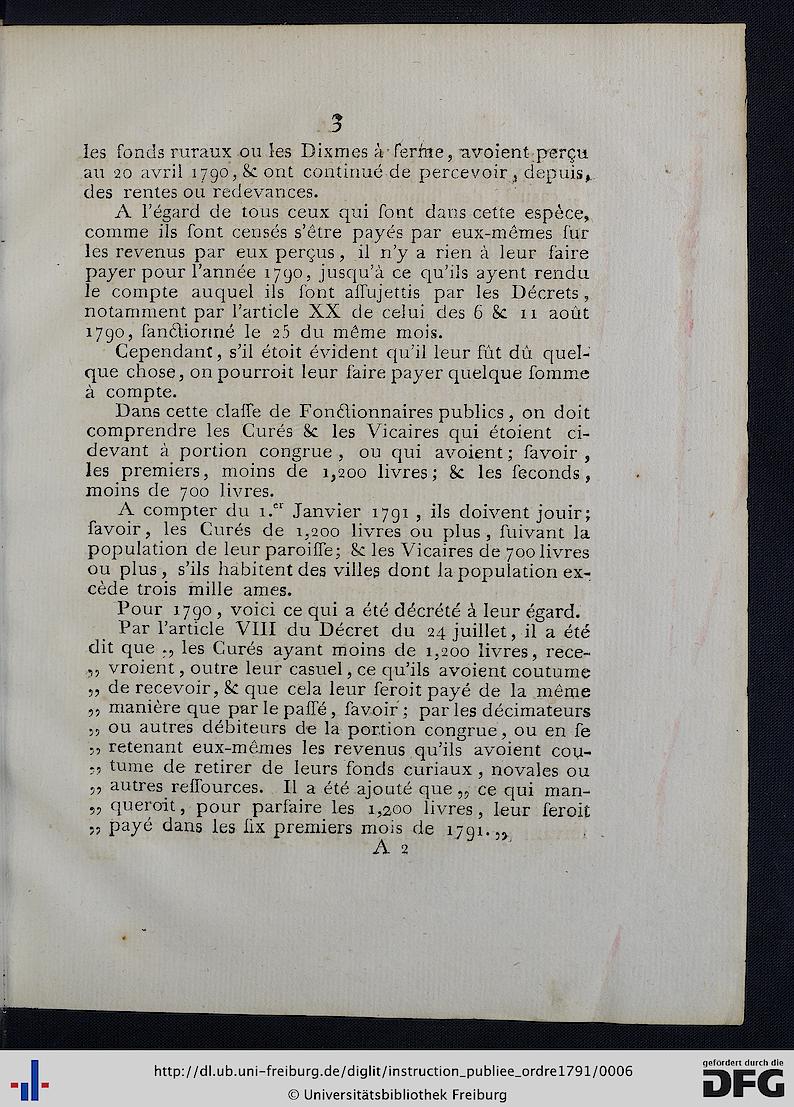 3
les fonds ruraux ou les Dixmes à ferme, avoient perçu
au 20 avril 1790, & ont continué de percevoir, depuis,
des rentes ou redevances.
A l'égard de tous ceux qui ſont dans cette eſpèce,
comme ils ſont censés s'être payés par eux-mêmes ſur
les revenus par eux perçus, il n'y a rien à leur faire
payer pour l'année 1790, jusqu'à ce qu'ils ayent rendu
le compte auquel ils ſont aſſujettis par les Décrets,
notamment par l'article XX de celui des 6 & 11 août
1790, ſanctionné le 25 du même mois.
Cependant, s'il étoit évident qu'il leur fût dû quel-
que chose, on pourroit leur faire payer quelque ſomme
à compte.
Dans cette claſſe de Fonctionnaires publics, on doit
comprendre les Curés & les Vicaires qui étoient ci-
devant à portion congrue, ou qui avoient; ſavoir,
les premiers, moins de 1,200 livres; & les ſeconds,
moins de 700 livres.
A compter du 1.er Janvier 1791, ils doivent jouir;
ſavoir, les Curés de 1,200 livres ou plus, ſuivant la
population de leur paroiſſe; & les Vicaires de 700 livres
ou plus, s'ils habitent des villes dont la population ex-
cède trois mille ames.
Pour 1790, voici ce qui a été décrété à leur égard.
Par l'article VIII du Décret du 24 juillet, il a été
dit que ,, les Curés ayant moins de 1,200 livres, rece-
,, vroient, outre leur casuel, ce qu'ils avoient coutume
,, de recevoir, & que cela leur ſeroit payé de la même
,, manière que par le paſſé, ſavoir; par les décimateurs
,, ou autres débiteurs de la portion congrue, ou en ſe
,, retenant eux-mêmes les revenus qu'ils avoient cou-
,, tume de retirer de leurs fonds curiaux, novales ou
,, autres reſſources. Il a été ajouté que ,, ce qui man-
,, queroit, pour parfaire les 1,200 livres, leur ſeroit
,, payé dans les ſix premiers mois de 1791. ,,
A 2
http://dl.ub.uni-freiburg.de/diglit/instruction_publiee_ordre1791/0006
© Universitätsbibliothek Freiburg
gefördert durch die
DFG